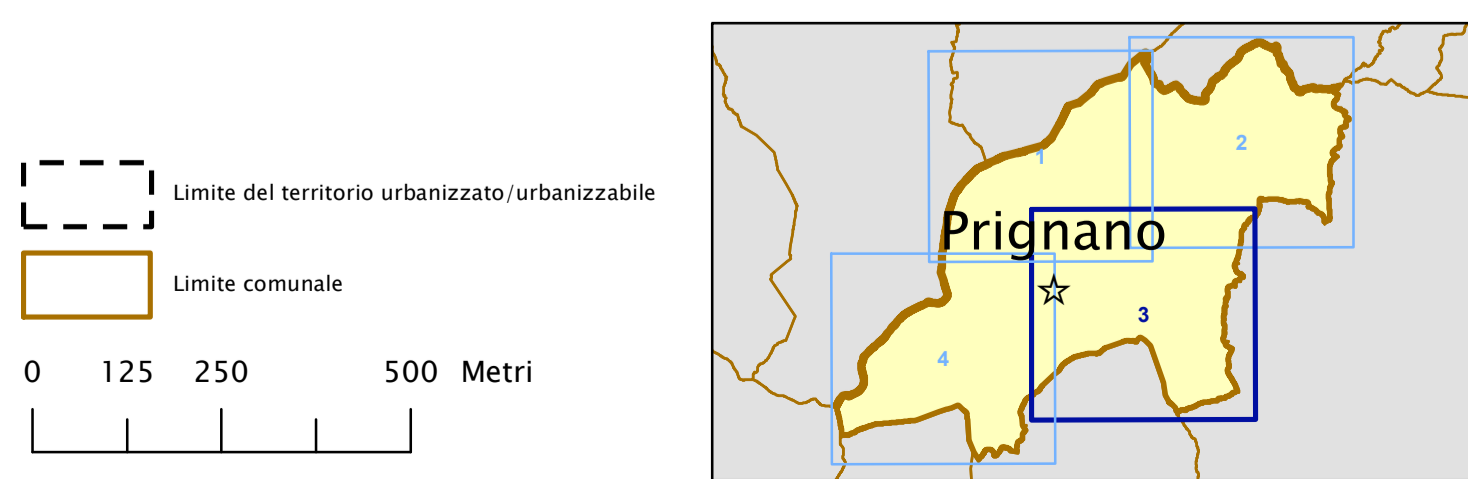 Limite del territorio urbanizzato/urbanizzabile
Limite comunale
0 125 250 500 Metri
1
2
Prignano
3
4